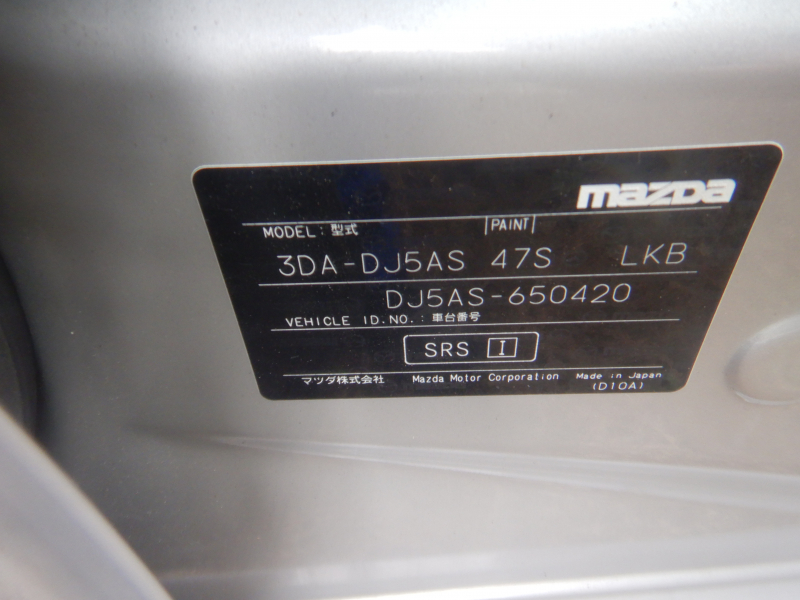 mazda
MODEL: 型式 PAINT
3DA-DJ5AS 47S LKB
DJ5AS-650420
VEHICLE ID.NO.: 車台番号
SRS I
マツダ株式会社 Mazda Motor Corporation Made in Japan
(D10A)